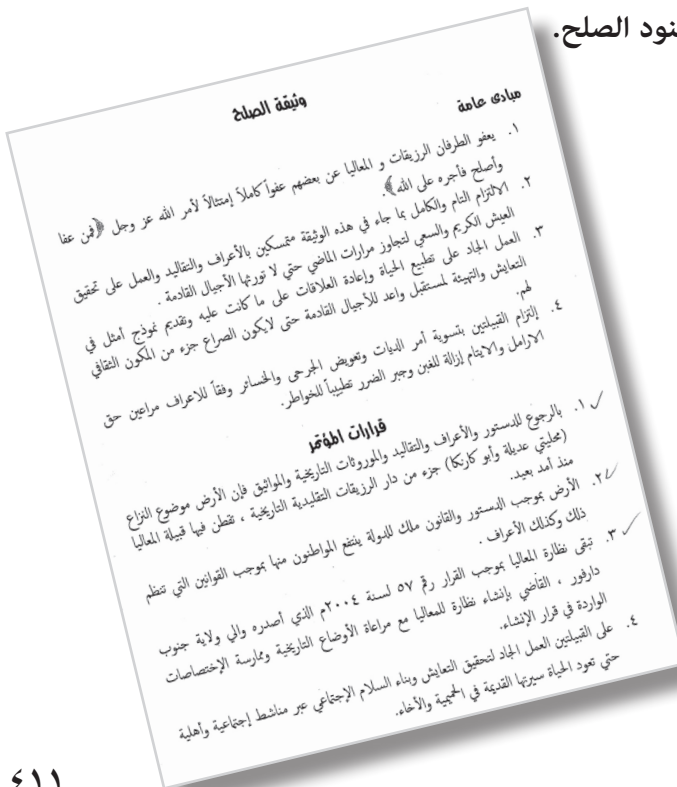 نود الصلح.
وثيقة الصلح
مبادئ عامة
١. يعفو الطرفان الرزيقات و المعاليا عن بعضهم عفواً كاملاً إمتثالاً لأمر الله عز وجل ﴿فمن عفا
وأصلح فأجره على الله﴾.
٢. الالتزام التام والكامل بما جاء في هذه الوثيقة متمسكين بالأعراف والتقاليد والعمل على تحقيق
العيش الكريم والسعي لتجاوز مرارات الماضي حتي لا تورثها الأجيال القادمة .
٣. العمل الجاد على تطبيع الحياة وإعادة العلاقات على ما كانت عليه وتقديم نموذج أمثل في
التعايش والتهيئة لمستقبل واعد للأجيال القادمة حتى لايكون الصراع جزء من المكون الثقافي
لهم.
٤. إلتزام القبيلتين بتسوية أمر الديات وتعويض الجرحى والخسائر وفقاً للاعراف مراعين حق
الارامل والايتام إزالة للغبن وجبر الضرر تطييباً للخواطر.
قرارات المؤتمر
١. بالرجوع للدستور والأعراف والتقاليد والموروثات التاريخية والمواثيق فإن الأرض موضوع النزاع
(محليتي عديلة وأبو كارنكا) جزء من دار الرزيقات التقليدية التاريخية ، تقطن فيها قبيلة المعاليا
منذ أمد بعيد.
٢. الأرض بموجب الدستور والقانون ملك للدولة ينتفع المواطنون منها بموجب القوانين التي تنظم
ذلك وكذلك الأعراف .
٣. تبقى نظارة المعاليا بموجب القرار رقم ٥٧ لسنة ٢٠٠٤م الذي أصدره والي ولاية جنوب
دارفور ، القاضي بإنشاء نظارة للمعاليا مع مراعاة الأوضاع التاريخية وممارسة الإختصاصات
الواردة في قرار الإنشاء.
٤. على القبيلتين العمل الجاد لتحقيق التعايش وبناء السلام الإجتماعي عبر مناشط إجتماعية وأهلية
حتي تعود الحياة سيرتها القديمة في الحميمية والأخاء.
٤١١